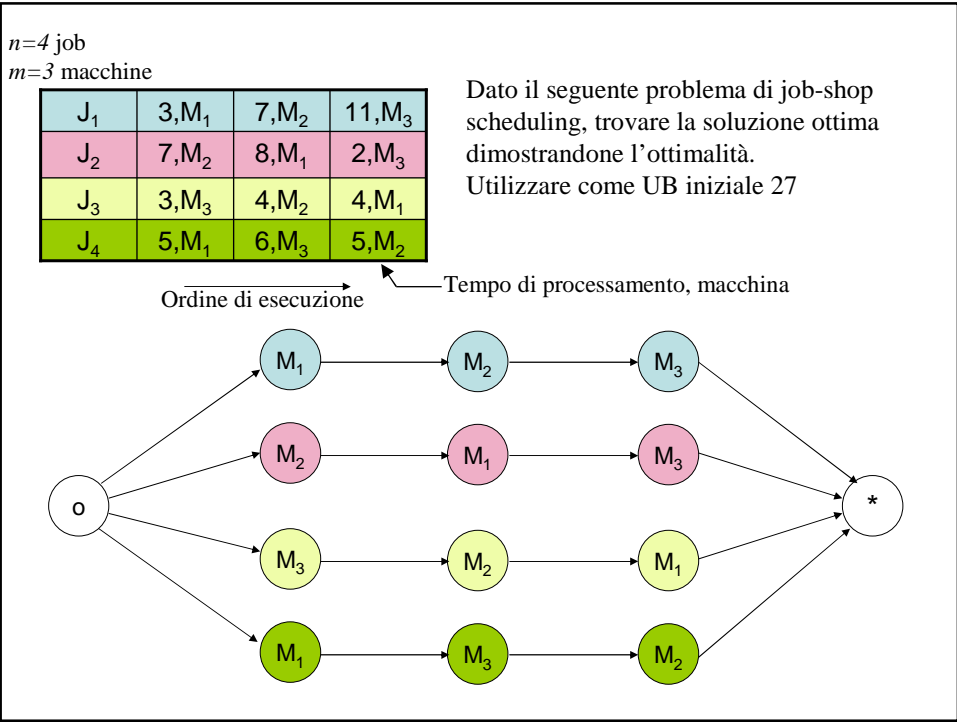 n=4 job
m=3 macchine
J1 3,M1 7,M2 11,M3
J2 7,M2 8,M1 2,M3
J3 3,M3 4,M2 4,M1
J4 5,M1 6,M3 5,M2
Dato il seguente problema di job-shop
scheduling, trovare la soluzione ottima
dimostrandone l’ottimalità.
Utilizzare come UB iniziale 27
Ordine di esecuzione
Tempo di processamento, macchina
M1 M2 M3
M2 M1 M3
o *
M3 M2 M1
M1 M3 M2